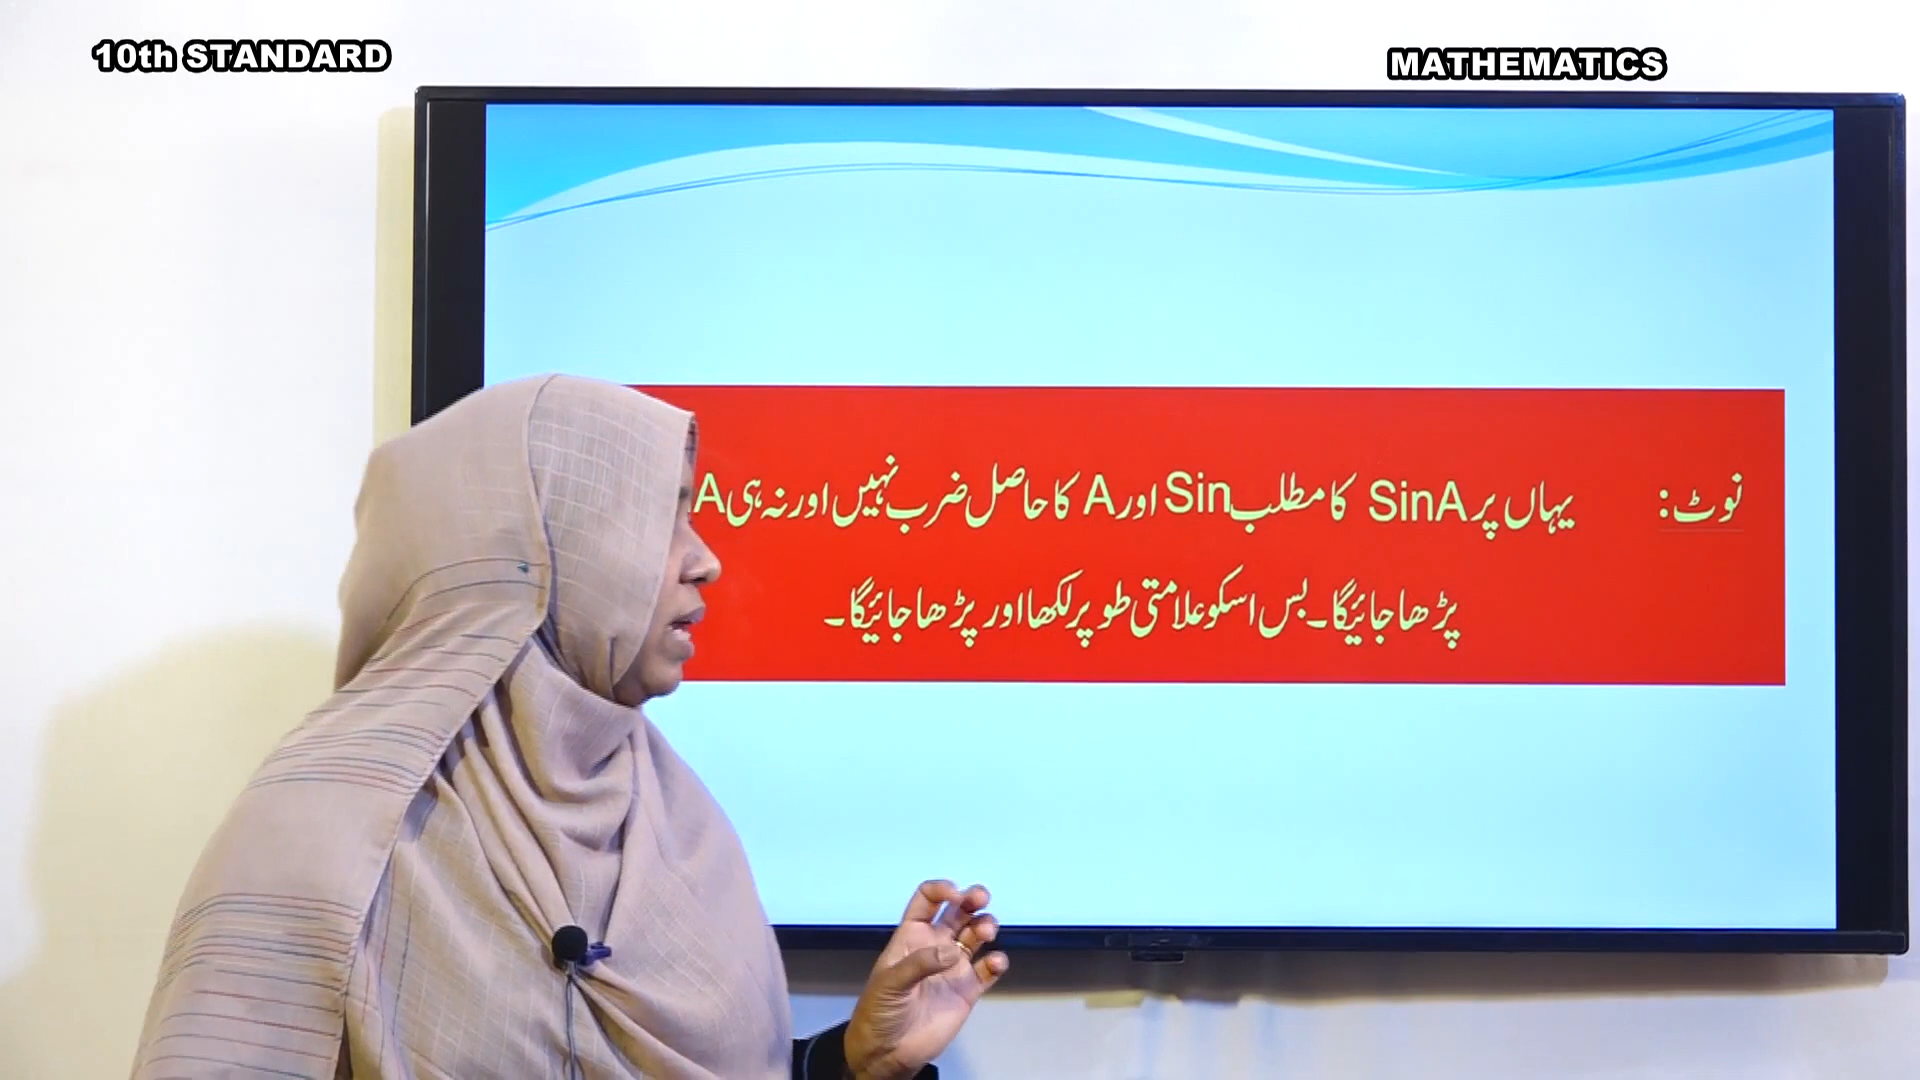 10th STANDARD
MATHEMATICS
نوٹ: یہاں پر SinA کا مطلب Sin اور A کا حاصل ضرب نہیں اور نہ ہی A
پڑھا جائیگا۔ بس اسکو علامتی طو پر لکھا اور پڑھا جائیگا۔